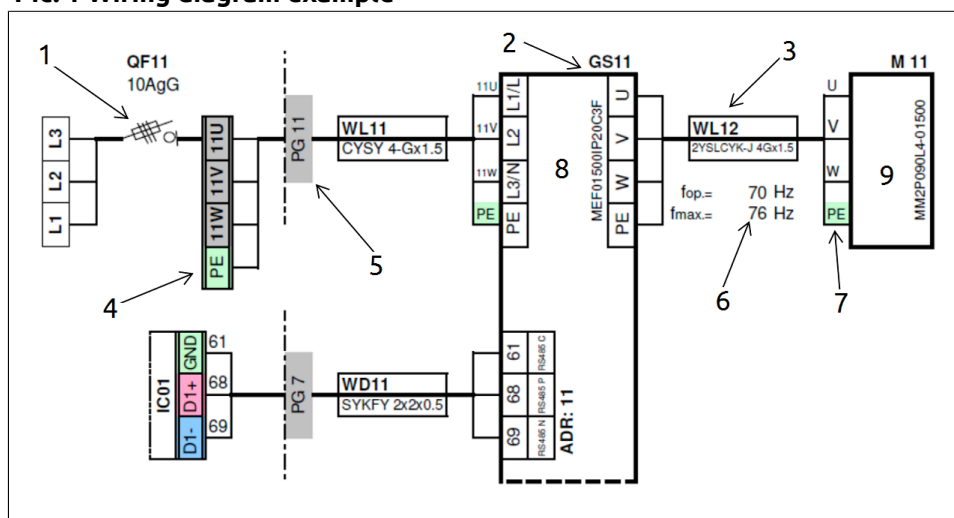 Fig. 1 Wiring diagram example
1
QF11
10AgG
L3
L2
L1
11U
11V
11W
PE
4
PG 11
5
WL11
CYSY 4-Gx1.5
2
GS11
11U
11V
11W
PE
L1/L
L2
L3/N
PE
8
MEF01500IP20C3F
U
V
W
PE
3
WL12
2YSLCYK-J 4Gx1.5
fop.= 70 Hz
fmax.= 76 Hz
6
M 11
U
V
W
PE
7
9
MM2P090L4-01500
IC01
GND
D1+
D1-
61
68
69
PG 7
WD11
SYKFY 2x2x0.5
61
68
69
RS485 C
RS485 P
RS485 N
ADR: 11